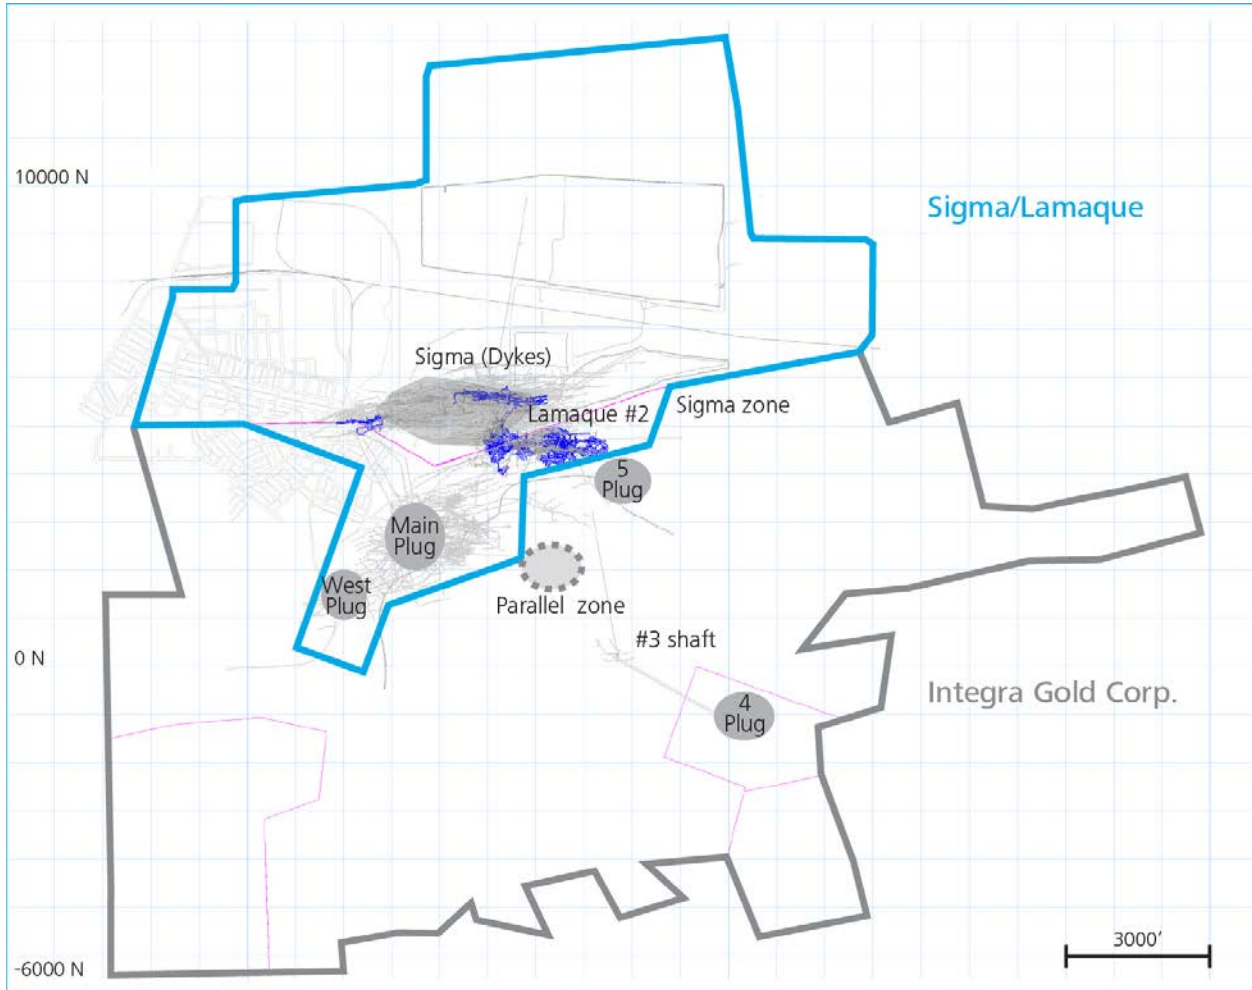 10000 N
Sigma/Lamaque
Sigma (Dykes)
Lamaque #2
Sigma zone
5
Plug
Main
Plug
West
Plug
Parallel zone
#3 shaft
0 N
4
Plug
Integra Gold Corp.
3000'
-6000 N